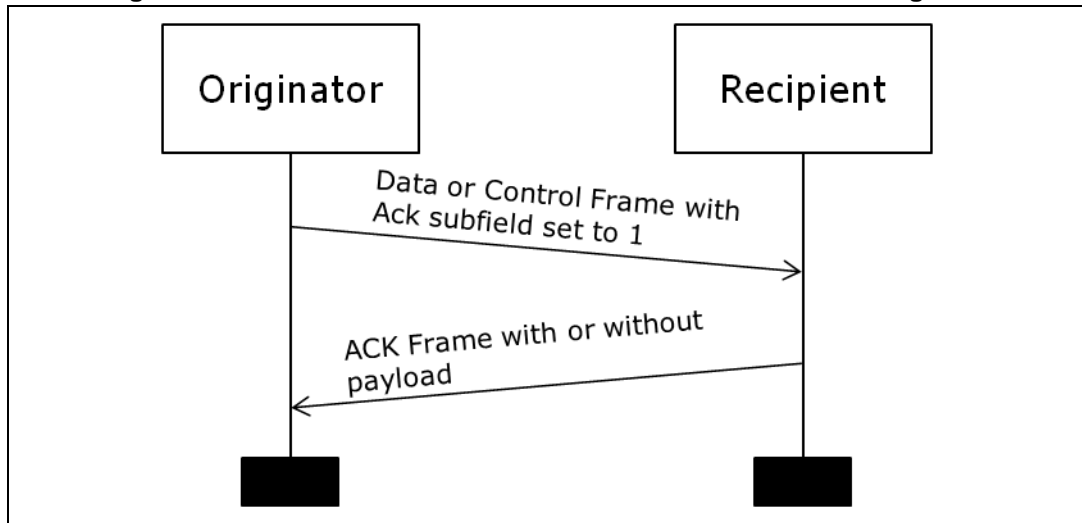 Originator
Recipient
Data or Control Frame with
Ack subfield set to 1
ACK Frame with or without
payload